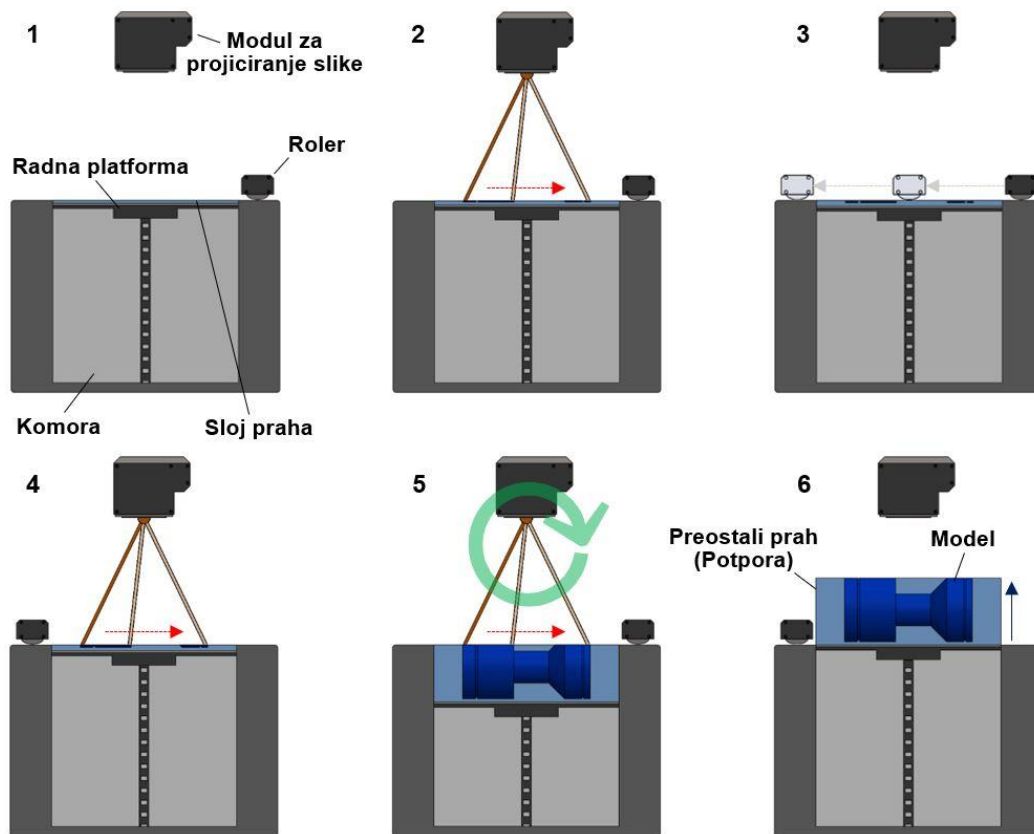 1
Modul za
projiciranje slike
2
3
Radna platforma
Roler
Komora
Sloj praha
4
5
6
Preostali prah
(Potpora)
Model